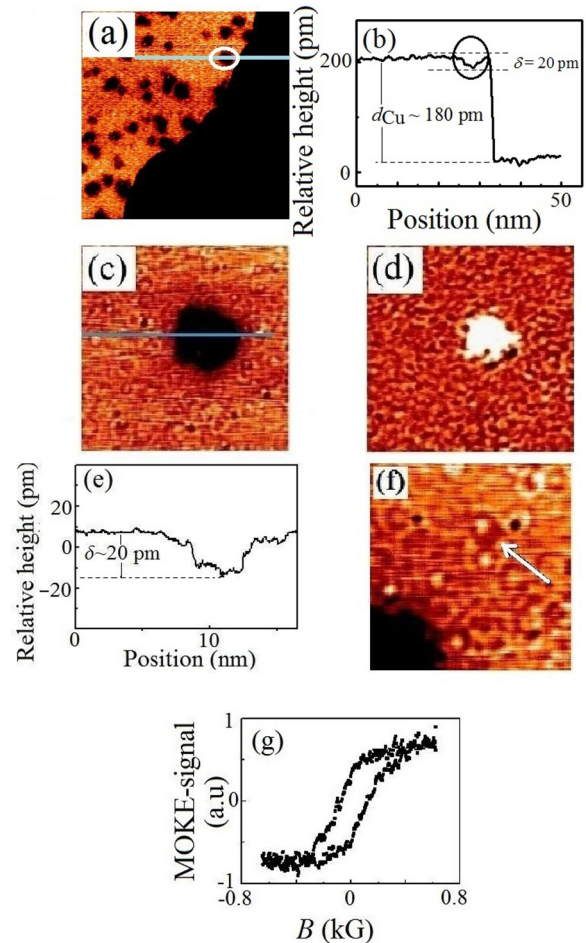 (a)
Relative height (pm)
200
0
(b)
δ = 20 pm
dCu ~ 180 pm
0
50
Position (nm)
(c)
(d)
Relative height (pm)
20
0
−20
(e)
δ~20 pm
0
10
Position (nm)
(f)
MOKE-signal
(a.u)
1
0
-1
(g)
-0.8
0
0.8
B (kG)